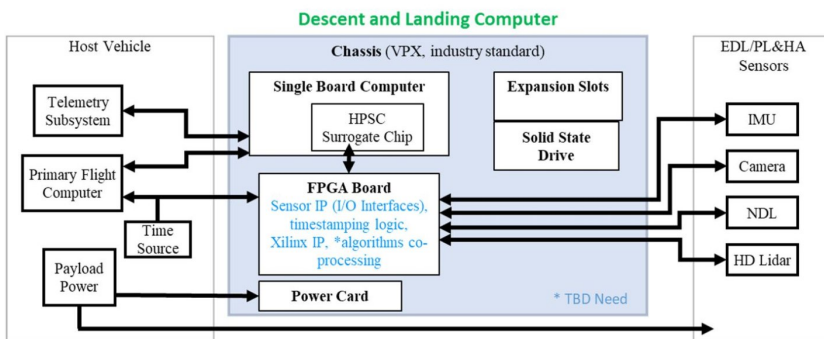 Descent and Landing Computer
Host Vehicle
Telemetry
Subsystem
Primary Flight
Computer
Time
Source
Payload
Power
Chassis (VPX, industry standard)
Single Board Computer
HPSC
Surrogate Chip
Expansion Slots
Solid State
Drive
FPGA Board
Sensor IP (I/O Interfaces),
timestamping logic,
Xilinx IP, *algorithms co-
processing
Power Card
* TBD Need
EDL/PL&HA
Sensors
IMU
Camera
NDL
HD Lidar